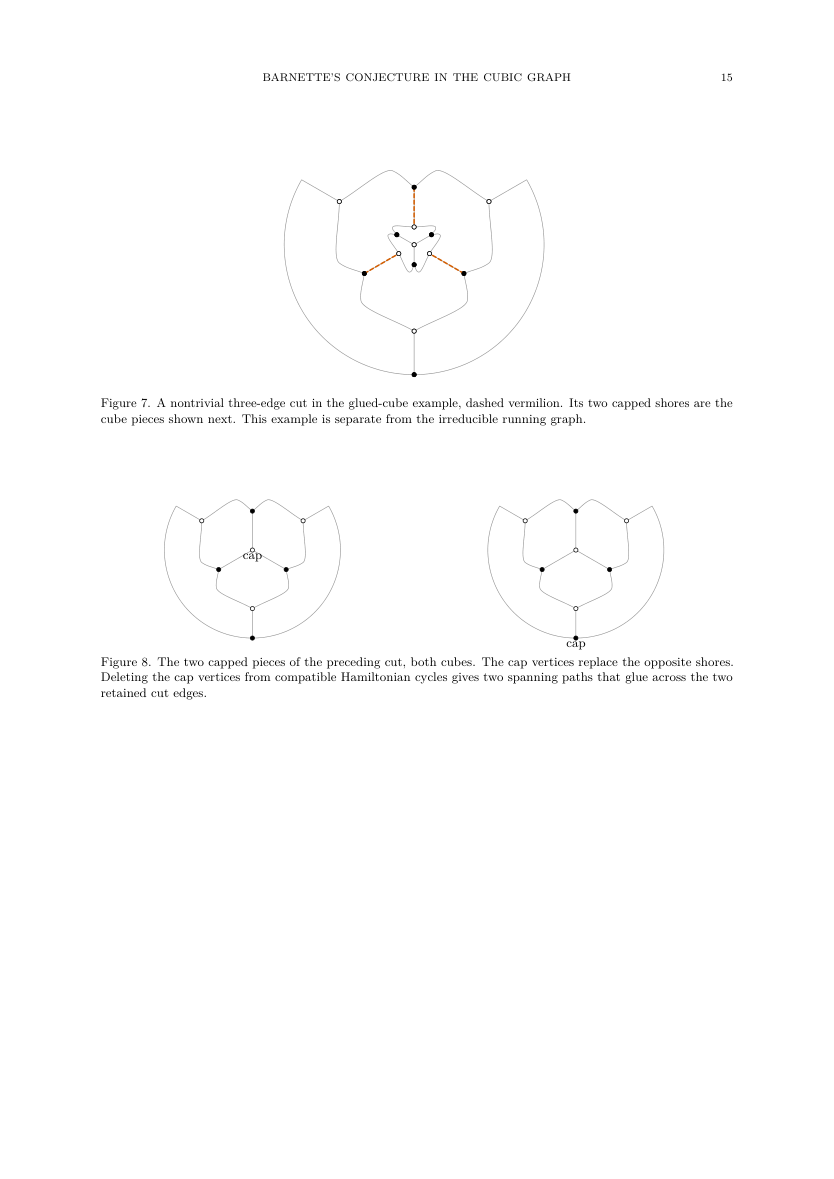 BARNETTE'S CONJECTURE IN THE CUBIC GRAPH 15
Figure 7. A nontrivial three-edge cut in the glued-cube example, dashed vermilion. Its two capped shores are the
cube pieces shown next. This example is separate from the irreducible running graph.
cap
cap
Figure 8. The two capped pieces of the preceding cut, both cubes. The cap vertices replace the opposite shores.
Deleting the cap vertices from compatible Hamiltonian cycles gives two spanning paths that glue across the two
retained cut edges.